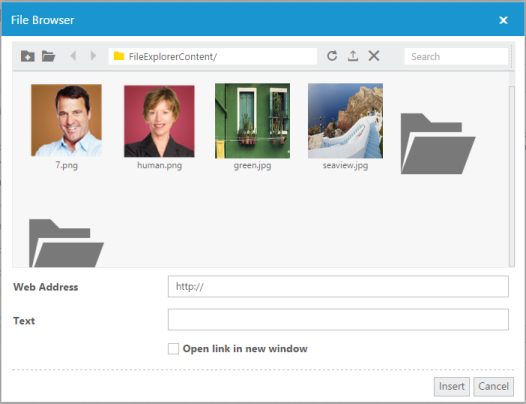 File Browser
FileExplorerContent/
Search
7.png
human.png
green.jpg
seaview.jpg
Web Address
http://
Text
Open link in new window
Insert
Cancel